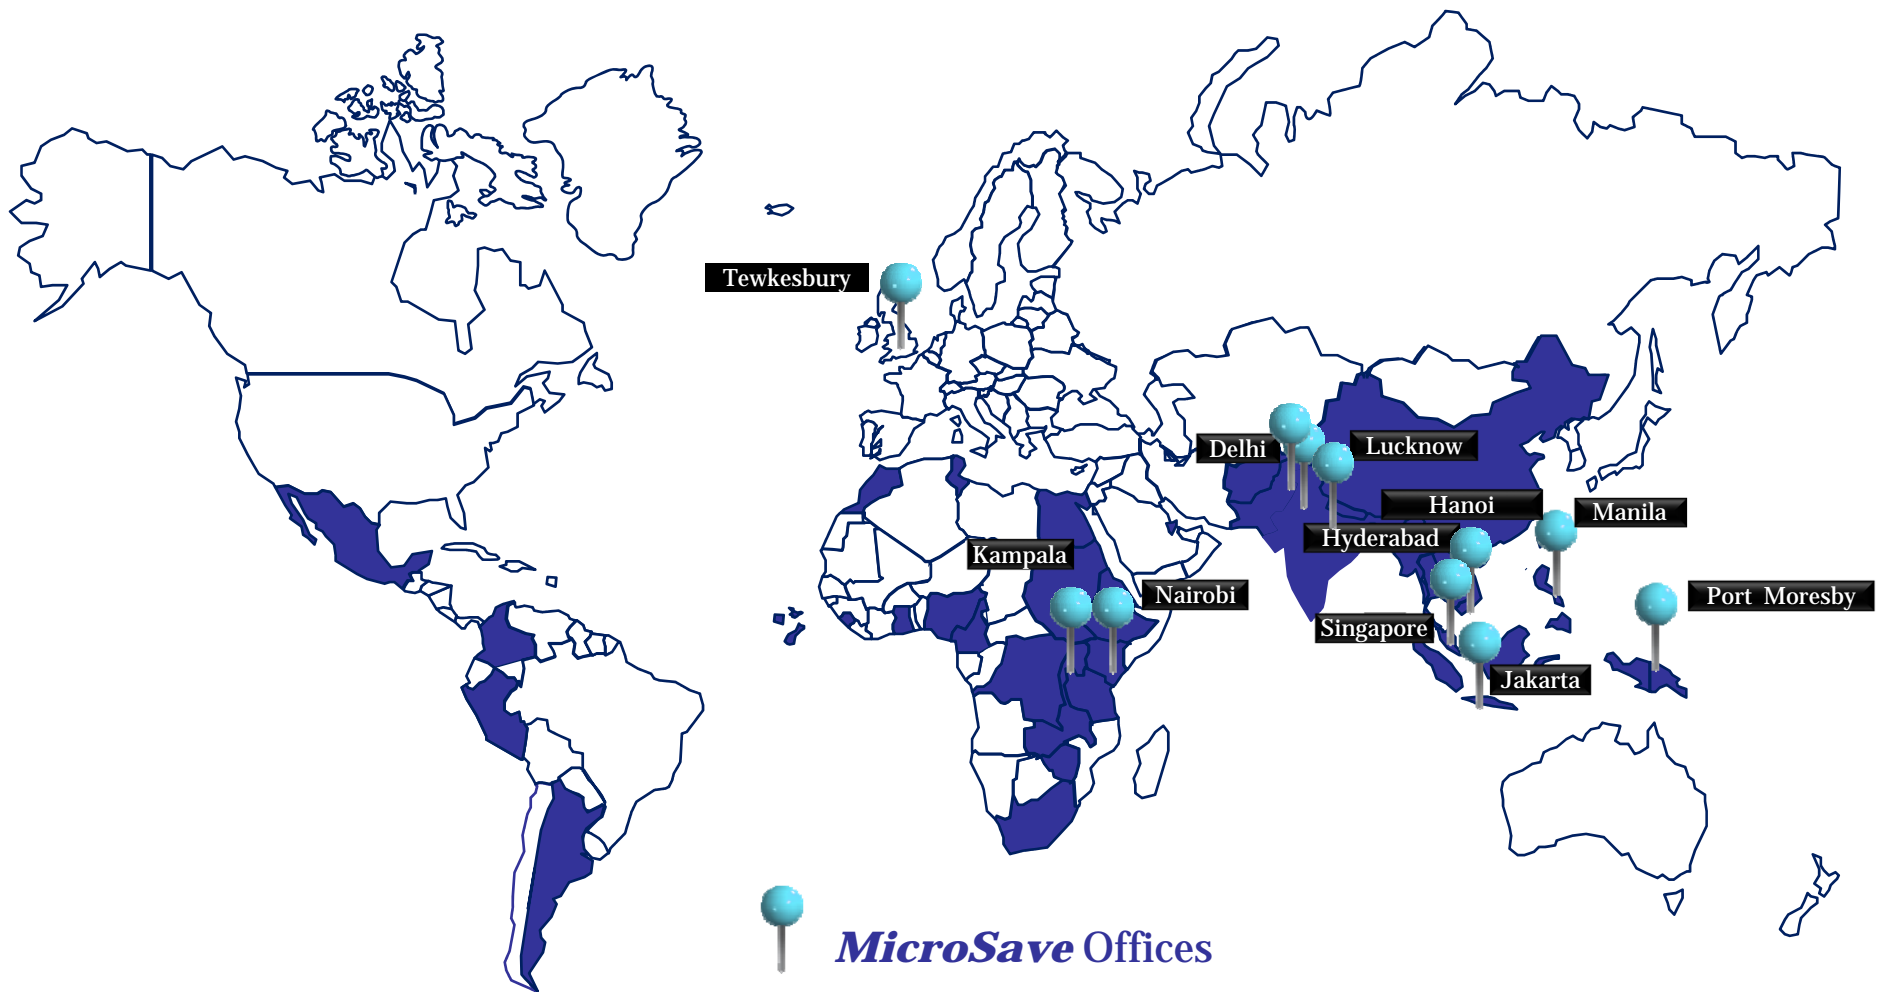 Tewkesbury
Delhi
Lucknow
Hanoi
Manila
Hyderabad
Kampala
Nairobi
Port Moresby
Singapore
Jakarta
MicroSave Offices